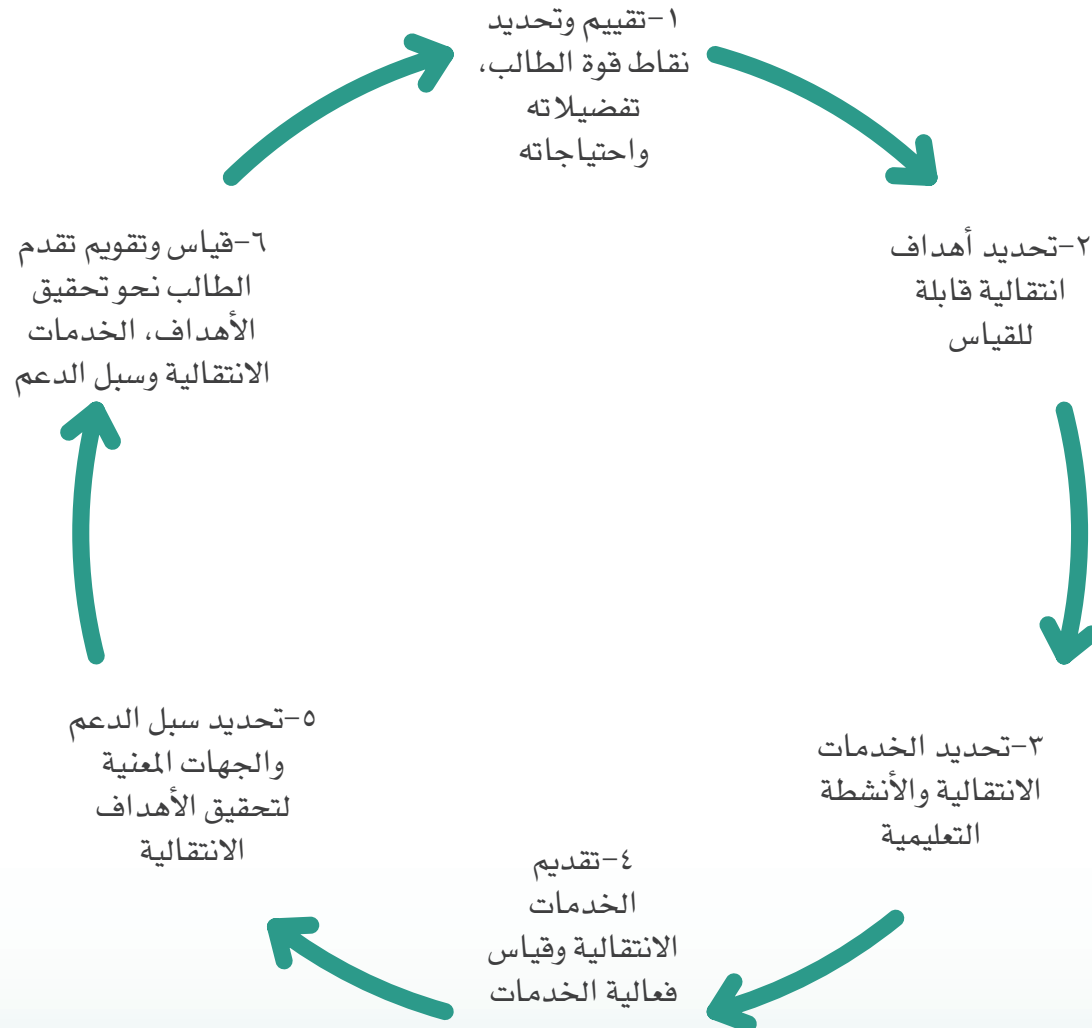 ١-تقييم وتحديد
نقاط قوة الطالب،
تفضيلاته
واحتياجاته
٢-تحديد أهداف
انتقالية قابلة
للقياس
٣-تحديد الخدمات
الانتقالية والأنشطة
التعليمية
٤-تقديم
الخدمات
الانتقالية وقياس
فعالية الخدمات
٥-تحديد سبل الدعم
والجهات المعنية
لتحقيق الأهداف
الانتقالية
٦-قياس وتقويم تقدم
الطالب نحو تحقيق
الأهداف، الخدمات
الانتقالية وسبل الدعم